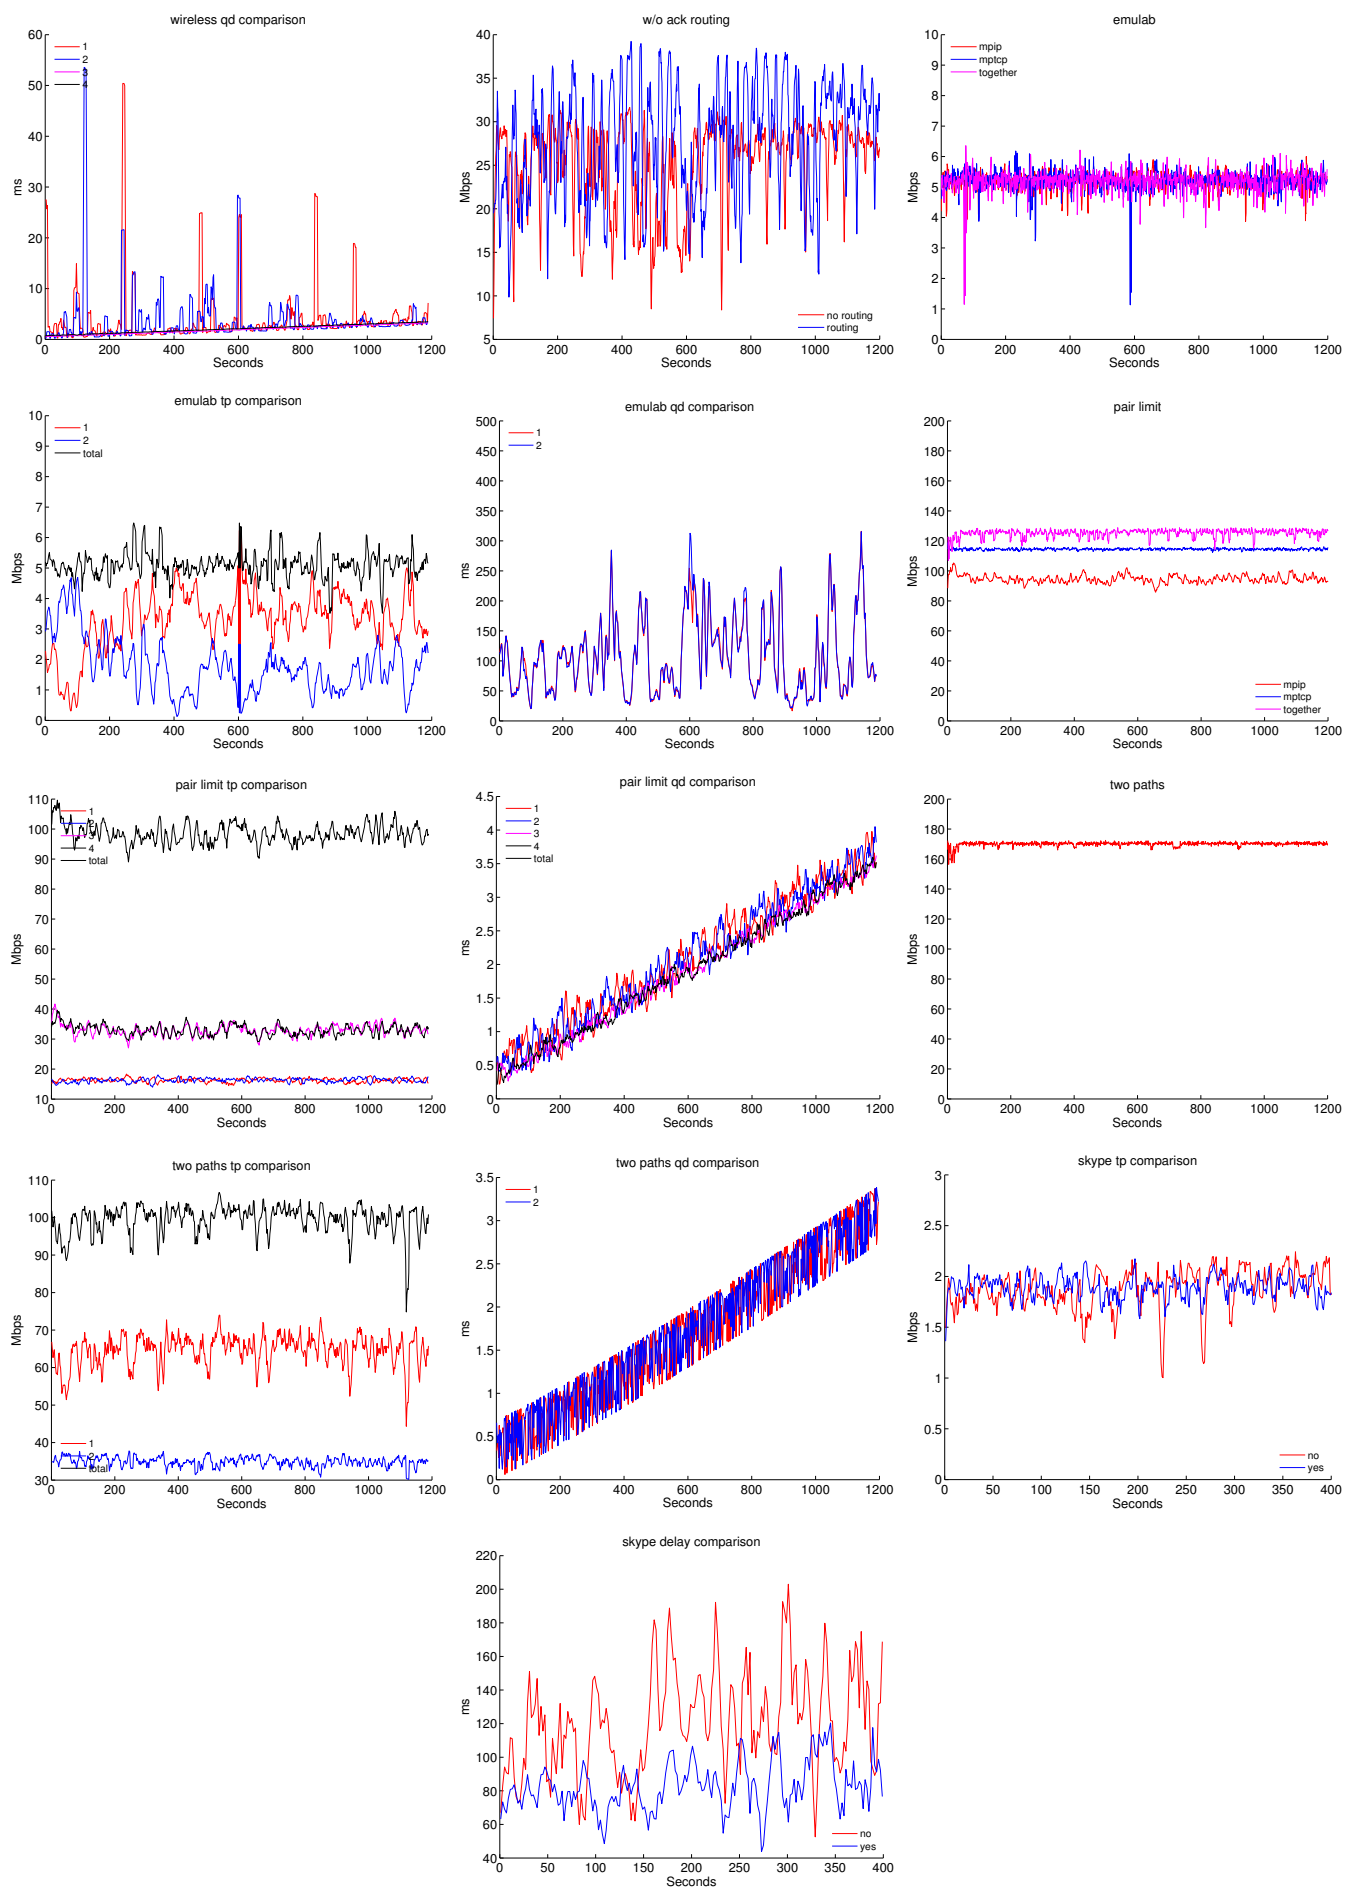 wireless qd comparison
60
50
40
30
20
10
0
ms
1
2
3
4
0 200 400 600 800 1000 1200
Seconds
w/o ack routing
40
35
30
25
20
15
10
5
Mbps
no routing
routing
0 200 400 600 800 1000 1200
Seconds
emulab
10
9
8
7
6
5
4
3
2
1
0
Mbps
mpip
mptcp
together
0 200 400 600 800 1000 1200
Seconds
emulab tp comparison
10
9
8
7
6
5
4
3
2
1
0
Mbps
1
2
total
0 200 400 600 800 1000 1200
Seconds
emulab qd comparison
500
450
400
350
300
250
200
150
100
50
0
ms
1
2
0 200 400 600 800 1000 1200
Seconds
pair limit
200
180
160
140
120
100
80
60
40
20
0
Mbps
mpip
mptcp
together
0 200 400 600 800 1000 1200
Seconds
pair limit tp comparison
110
100
90
80
70
60
50
40
30
20
10
Mbps
1
2
3
4
total
0 200 400 600 800 1000 1200
Seconds
pair limit qd comparison
4.5
4
3.5
3
2.5
2
1.5
1
0.5
0
ms
1
2
3
4
total
0 200 400 600 800 1000 1200
Seconds
two paths
200
180
160
140
120
100
80
60
40
20
0
Mbps
0 200 400 600 800 1000 1200
Seconds
two paths tp comparison
110
100
90
80
70
60
50
40
30
Mbps
1
2
total
0 200 400 600 800 1000 1200
Seconds
two paths qd comparison
3.5
3
2.5
2
1.5
1
0.5
0
ms
1
2
0 200 400 600 800 1000 1200
Seconds
skype tp comparison
3
2.5
2
1.5
1
0.5
0
Mbps
no
yes
0 50 100 150 200 250 300 350 400
Seconds
skype delay comparison
220
200
180
160
140
120
100
80
60
40
ms
no
yes
0 50 100 150 200 250 300 350 400
Seconds